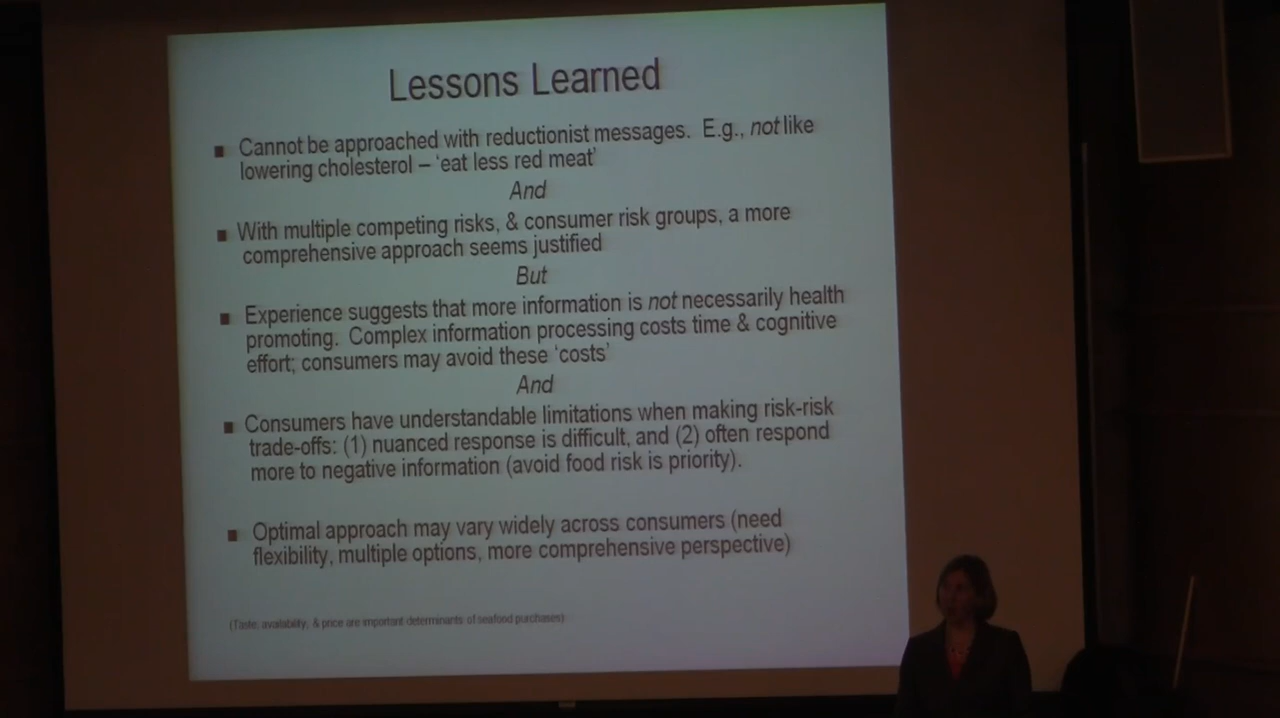 Lessons Learned
■ Cannot be approached with reductionist messages. E.g., not like
lowering cholesterol – ‘eat less red meat’
And
■ With multiple competing risks, & consumer risk groups, a more
comprehensive approach seems justified
But
■ Experience suggests that more information is not necessarily health
promoting. Complex information processing costs time & cognitive
effort; consumers may avoid these ‘costs’
And
■ Consumers have understandable limitations when making risk-risk
trade-offs: (1) nuanced response is difficult, and (2) often respond
more to negative information (avoid food risk is priority).
■ Optimal approach may vary widely across consumers (need
flexibility, multiple options, more comprehensive perspective)
(Taste, availability, & price are important determinants of seafood purchases)